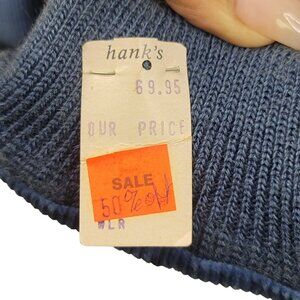 hank's
69.95
OUR PRICE
SALE
50% off
WLR